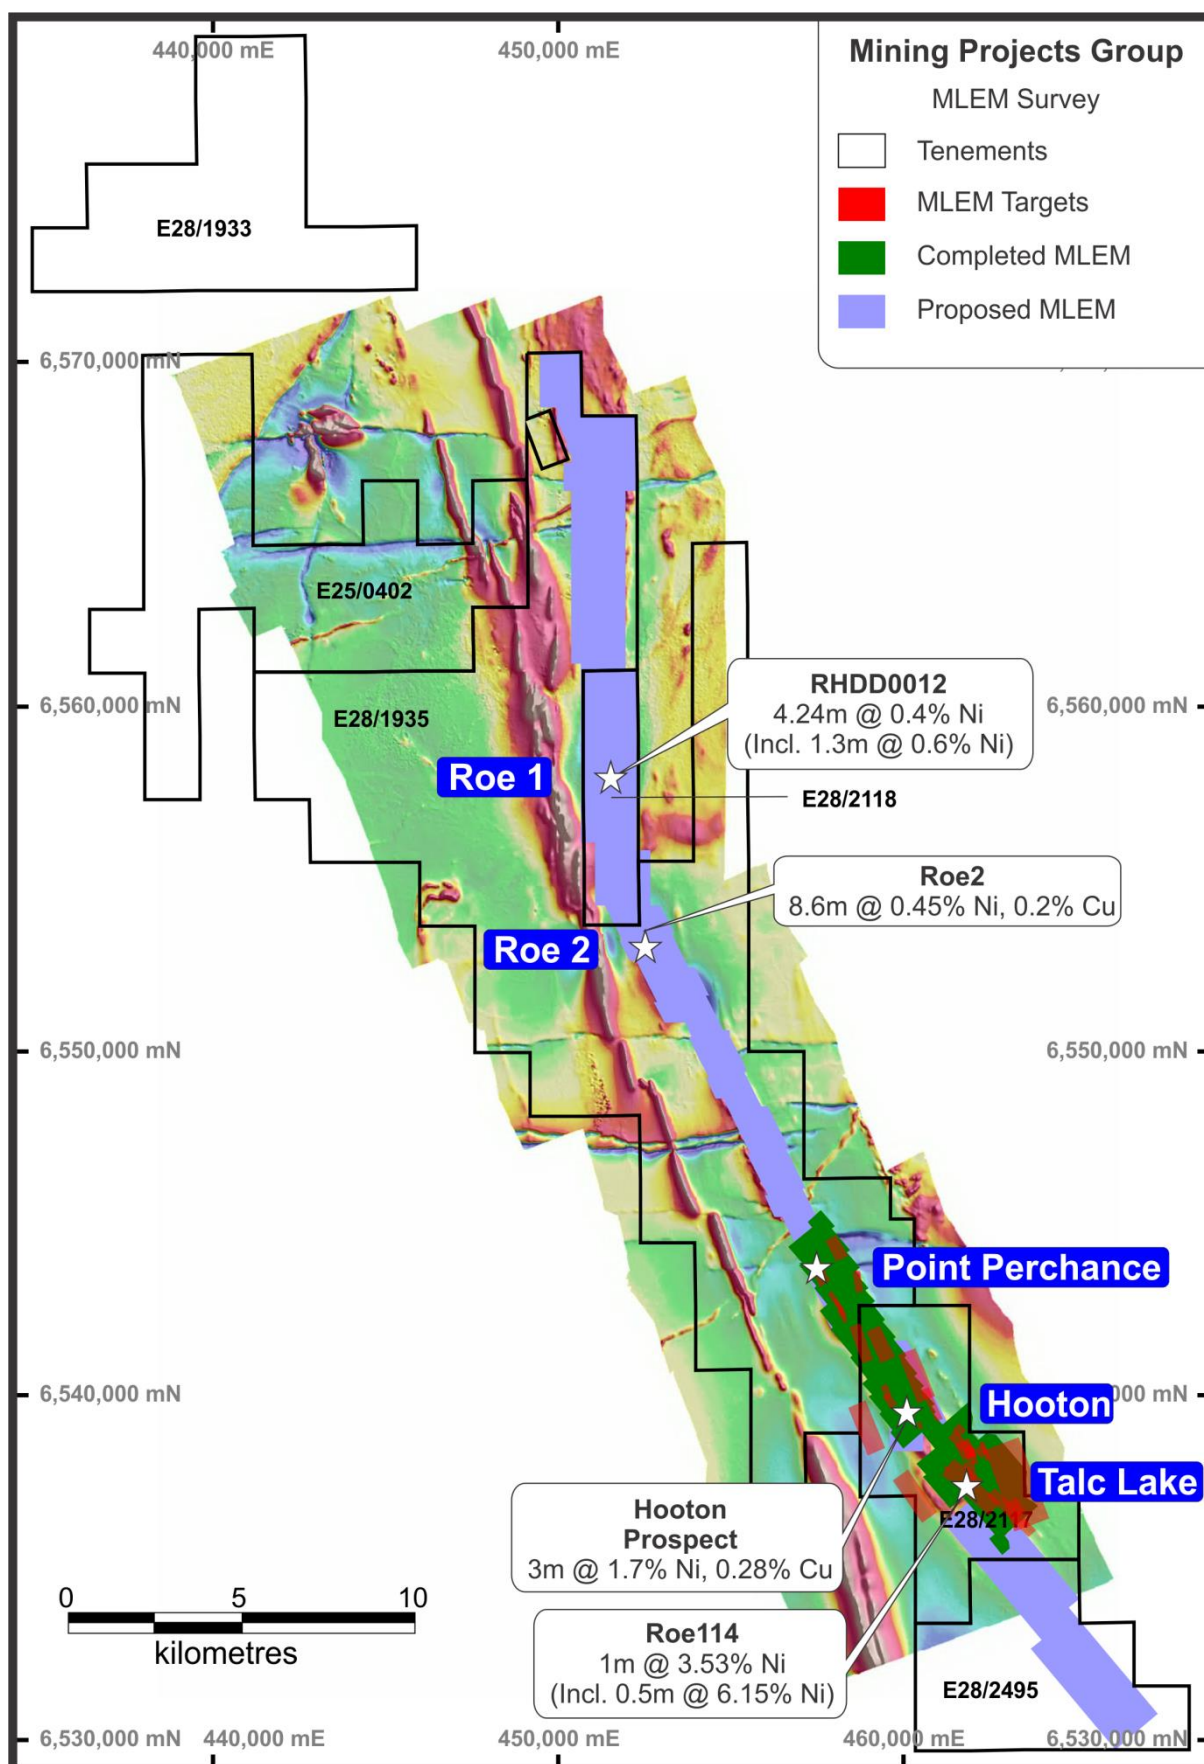 440,000 mE
450,000 mE
Mining Projects Group
MLEM Survey
Tenements
MLEM Targets
Completed MLEM
Proposed MLEM
E28/1933
6,570,000 mN
E25/0402
E28/1935
RHDD0012
4.24m @ 0.4% Ni
(Incl. 1.3m @ 0.6% Ni)
6,560,000 mN
6,560,000 mN
Roe 1
E28/2118
Roe2
8.6m @ 0.45% Ni, 0.2% Cu
Roe 2
6,550,000 mN
6,550,000 mN
Point Perchance
6,540,000 mN
000 mN
Hooton
Talc Lake
Hooton
Prospect
3m @ 1.7% Ni, 0.28% Cu
E28/2117
0 5 10
kilometres
Roe114
1m @ 3.53% Ni
(Incl. 0.5m @ 6.15% Ni)
E28/2495
6,530,000 mN
440,000 mE
450,000 mE
460,000 mE
6,530,000 mN